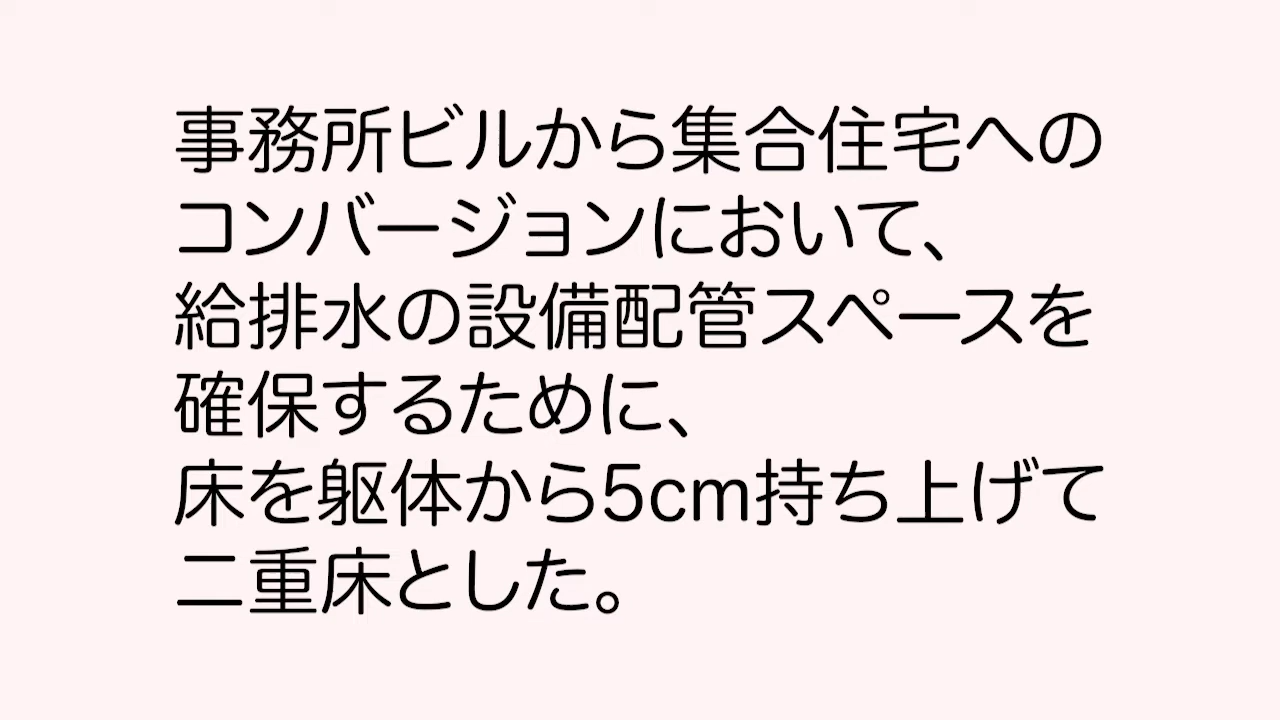 事務所ビルから集合住宅への
コンバージョンにおいて、
給排水の設備配管スペースを
確保するために、
床を躯体から5cm持ち上げて
二重床とした。